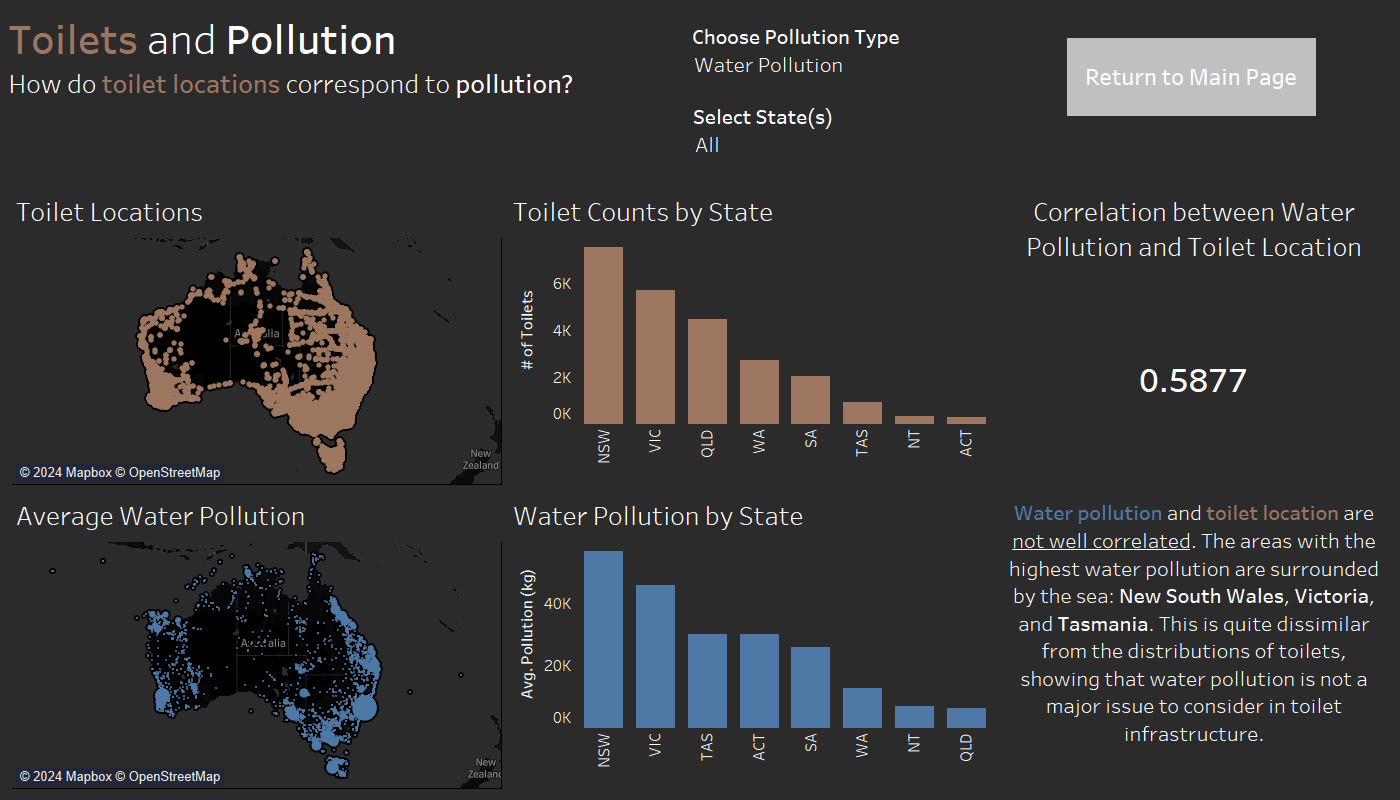 Toilets and Pollution
How do toilet locations correspond to pollution?
Choose Pollution Type
Water Pollution
Select State(s)
All
Return to Main Page
Toilet Locations
Australia
New
Zealand
© 2024 Mapbox © OpenStreetMap
Toilet Counts by State
# of Toilets
6K
4K
2K
0K
NSW
VIC
QLD
WA
SA
TAS
NT
ACT
Correlation between Water
Pollution and Toilet Location
0.5877
Average Water Pollution
Australia
New
Zealand
© 2024 Mapbox © OpenStreetMap
Water Pollution by State
Avg. Pollution (kg)
40K
20K
0K
NSW
VIC
TAS
ACT
SA
WA
NT
QLD
Water pollution and toilet location are
not well correlated. The areas with the
highest water pollution are surrounded
by the sea: New South Wales, Victoria,
and Tasmania. This is quite dissimilar
from the distributions of toilets,
showing that water pollution is not a
major issue to consider in toilet
infrastructure.